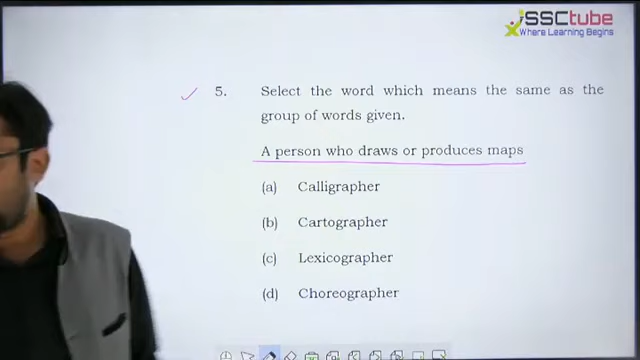 SSCtube
Where Learning Begins
5. Select the word which means the same as the
group of words given.
A person who draws or produces maps
(a) Calligrapher
(b) Cartographer
(c) Lexicographer
(d) Choreographer